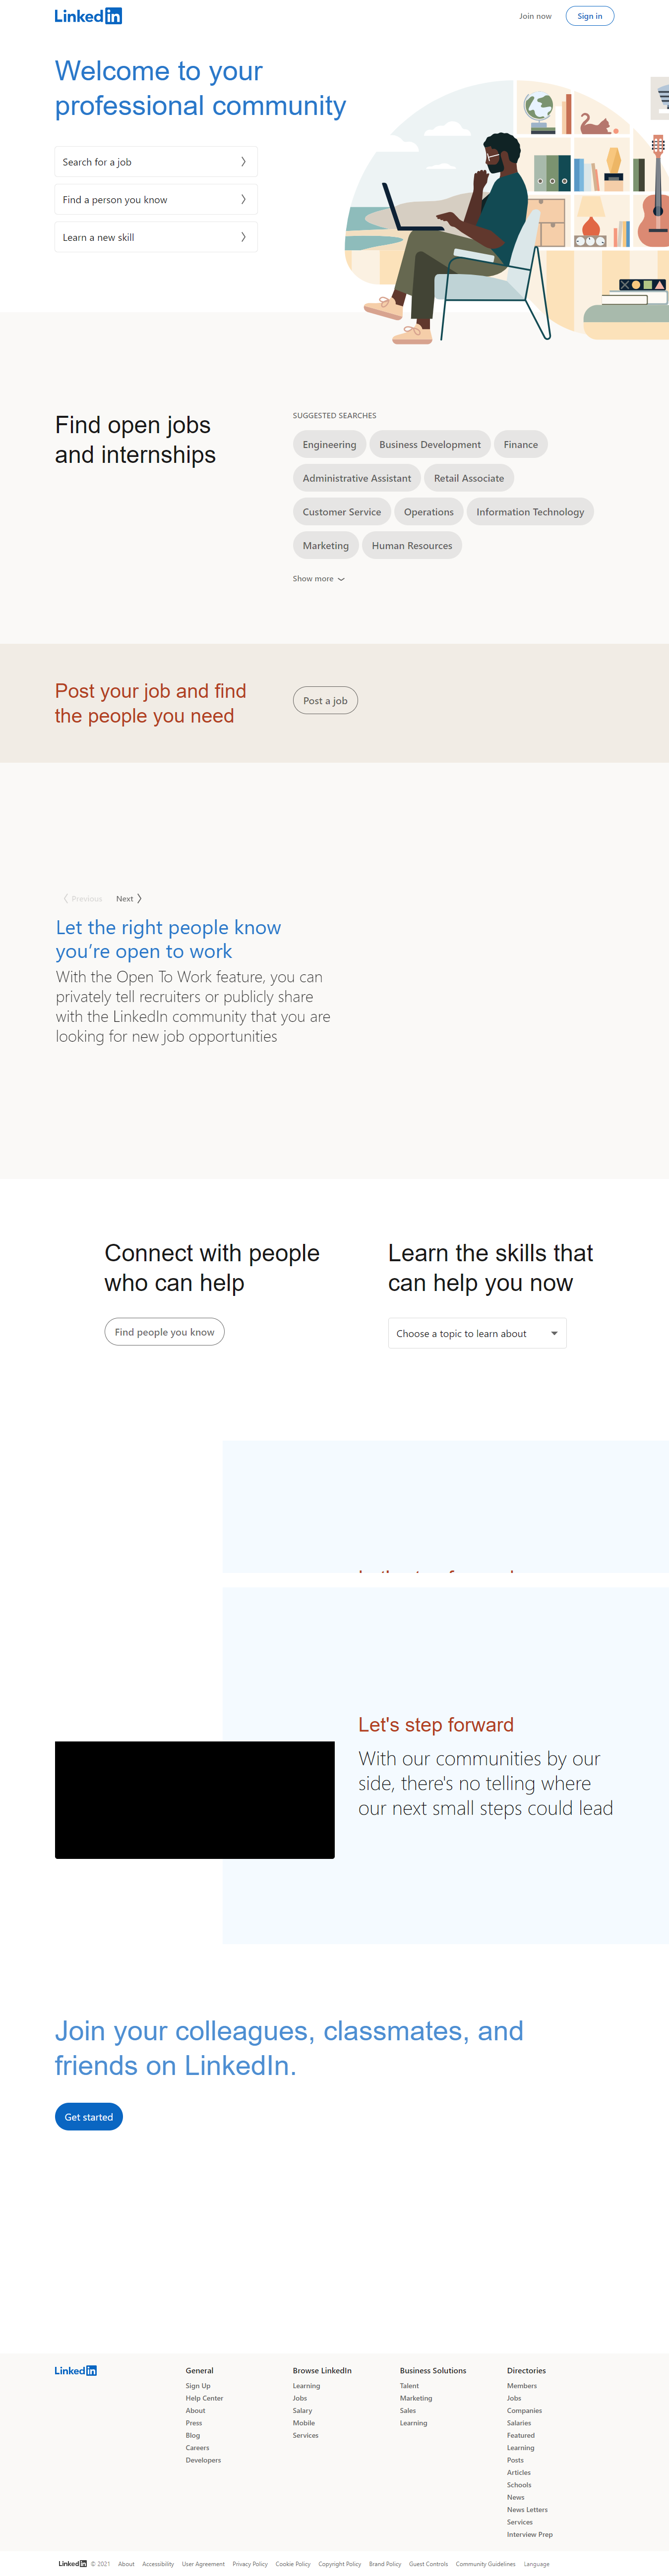 LinkedIn
Join now
Sign in
Welcome to your
professional community
Search for a job
Find a person you know
Learn a new skill
Find open jobs
and internships
SUGGESTED SEARCHES
Engineering
Business Development
Finance
Administrative Assistant
Retail Associate
Customer Service
Operations
Information Technology
Marketing
Human Resources
Show more
Post your job and find
the people you need
Post a job
Previous
Next
Let the right people know
you're open to work
With the Open To Work feature, you can
privately tell recruiters or publicly share
with the LinkedIn community that you are
looking for new job opportunities
Connect with people
who can help
Find people you know
Learn the skills that
can help you now
Choose a topic to learn about
Let's step forward
With our communities by our
side, there's no telling where
our next small steps could lead
Join your colleagues, classmates, and
friends on LinkedIn.
Get started
LinkedIn
General
Sign Up
Help Center
About
Press
Blog
Careers
Developers
Browse LinkedIn
Learning
Jobs
Salary
Mobile
Services
Business Solutions
Talent
Marketing
Sales
Learning
Directories
Members
Jobs
Companies
Salaries
Featured
Learning
Posts
Articles
Schools
News
News Letters
Services
Interview Prep
LinkedIn © 2021 About Accessibility User Agreement Privacy Policy Cookie Policy Copyright Policy Brand Policy Guest Controls Community Guidelines Language